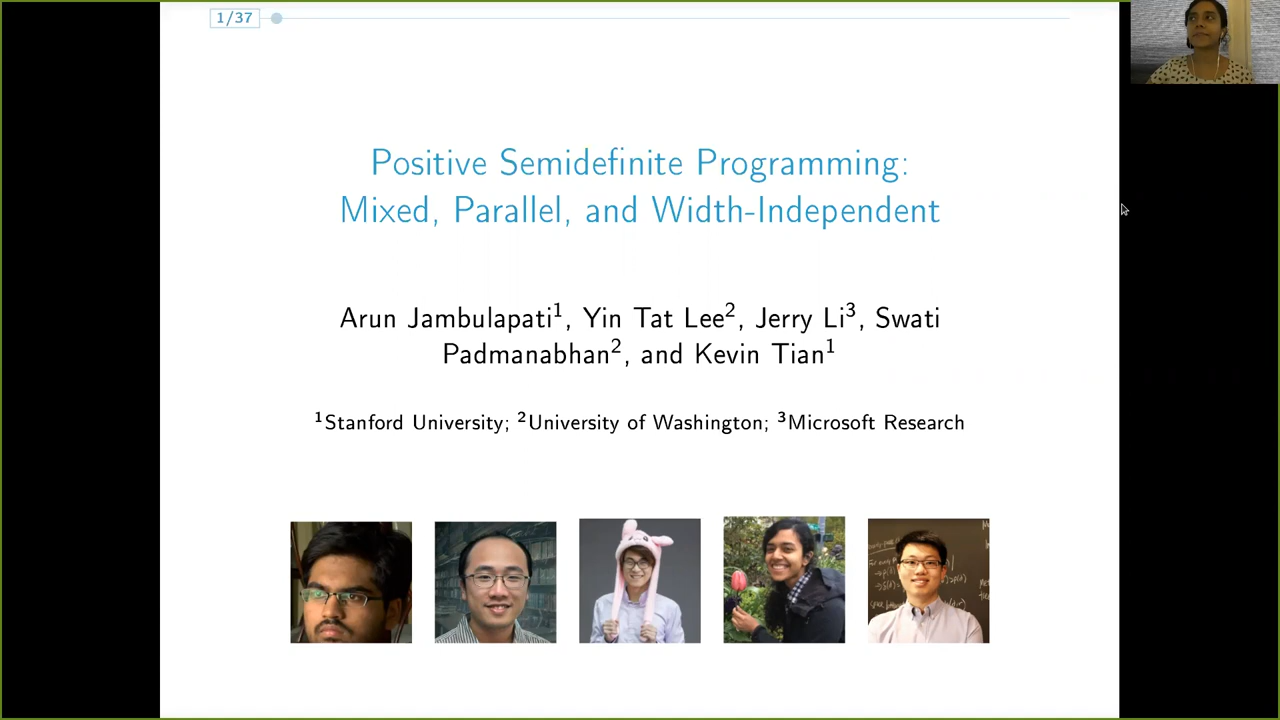 1/37
Positive Semidefinite Programming:
Mixed, Parallel, and Width-Independent
Arun Jambulapati¹, Yin Tat Lee², Jerry Li³, Swati
Padmanabhan², and Kevin Tian¹
¹Stanford University; ²University of Washington; ³Microsoft Research